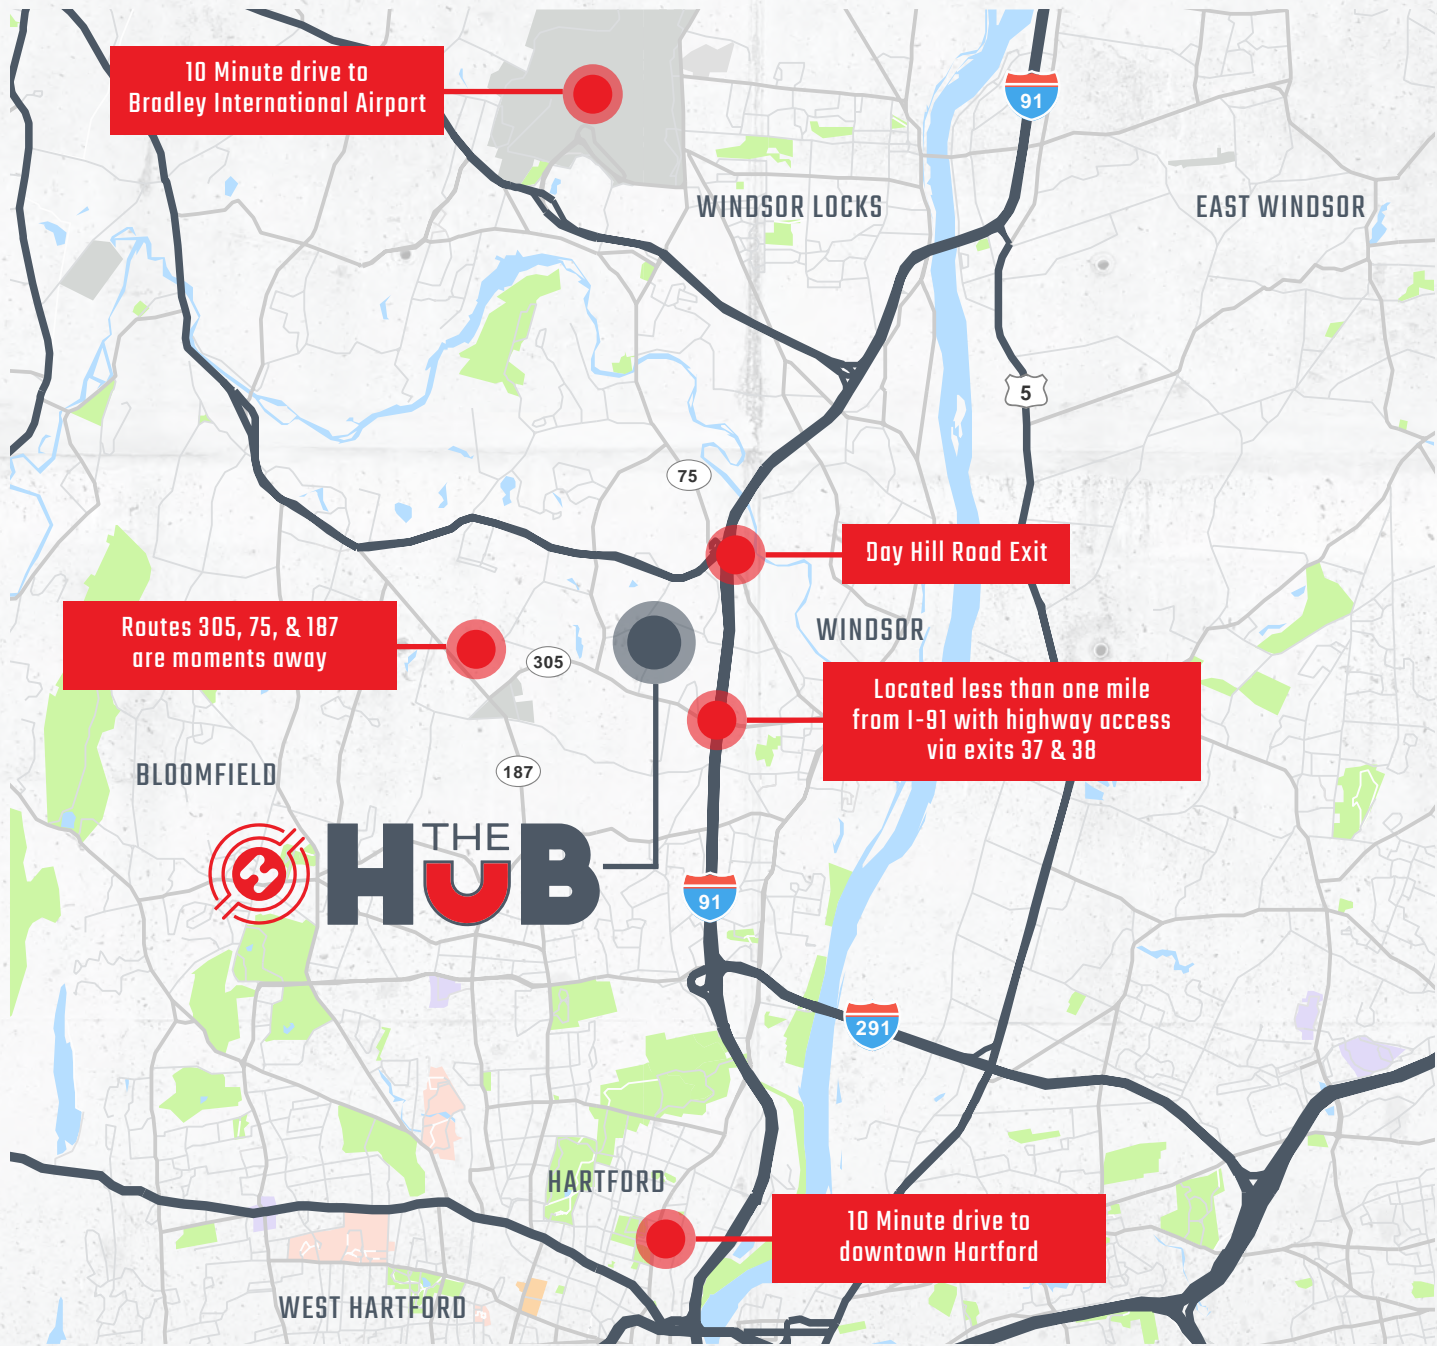 10 Minute drive to
Bradley International Airport
91
WINDSOR LOCKS
EAST WINDSOR
5
75
Day Hill Road Exit
Routes 305, 75, & 187
are moments away
WINDSOR
305
Located less than one mile
from I-91 with highway access
via exits 37 & 38
BLOOMFIELD
187
THE
HUB
91
291
HARTFORD
10 Minute drive to
downtown Hartford
WEST HARTFORD